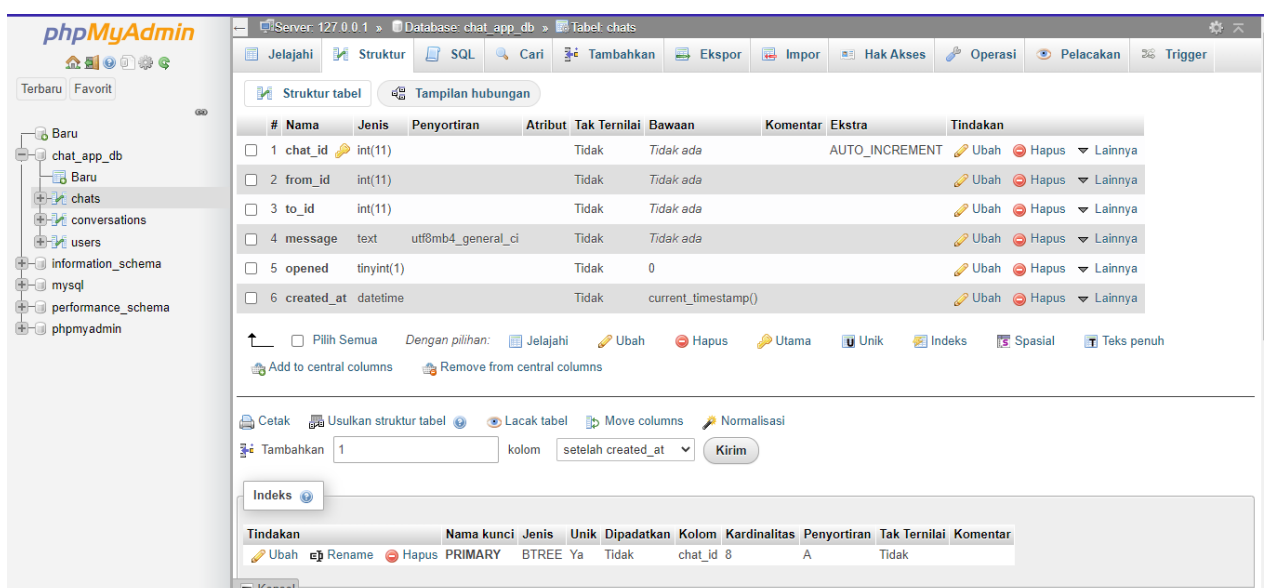 phpMyAdmin
Terbaru Favorit
Baru
chat_app_db
Baru
chats
conversations
users
information_schema
mysql
performance_schema
phpmyadmin
Server: 127.0.0.1 » Database: chat_app_db » Tabel: chats
Jelajahi Struktur SQL Cari Tambahkan Ekspor Impor Hak Akses Operasi Pelacakan Trigger
Struktur tabel Tampilan hubungan
# Nama Jenis Penyortiran Atribut Tak Ternilai Bawaan Komentar Ekstra Tindakan
1 chat_id int(11) Tidak Tidak ada AUTO_INCREMENT Ubah Hapus Lainnya
2 from_id int(11) Tidak Tidak ada Ubah Hapus Lainnya
3 to_id int(11) Tidak Tidak ada Ubah Hapus Lainnya
4 message text utf8mb4_general_ci Tidak Tidak ada Ubah Hapus Lainnya
5 opened tinyint(1) Tidak 0 Ubah Hapus Lainnya
6 created_at datetime Tidak current_timestamp() Ubah Hapus Lainnya
Pilih Semua Dengan pilihan: Jelajahi Ubah Hapus Utama Unik Indeks Spasial Teks penuh
Add to central columns Remove from central columns
Cetak Usulkan struktur tabel Lacak tabel Move columns Normalisasi
Tambahkan 1 kolom setelah created_at Kirim
Indeks
Tindakan Nama kunci Jenis Unik Dipadatkan Kolom Kardinalitas Penyortiran Tak Ternilai Komentar
Ubah Rename Hapus PRIMARY BTREE Ya Tidak chat_id 8 A Tidak